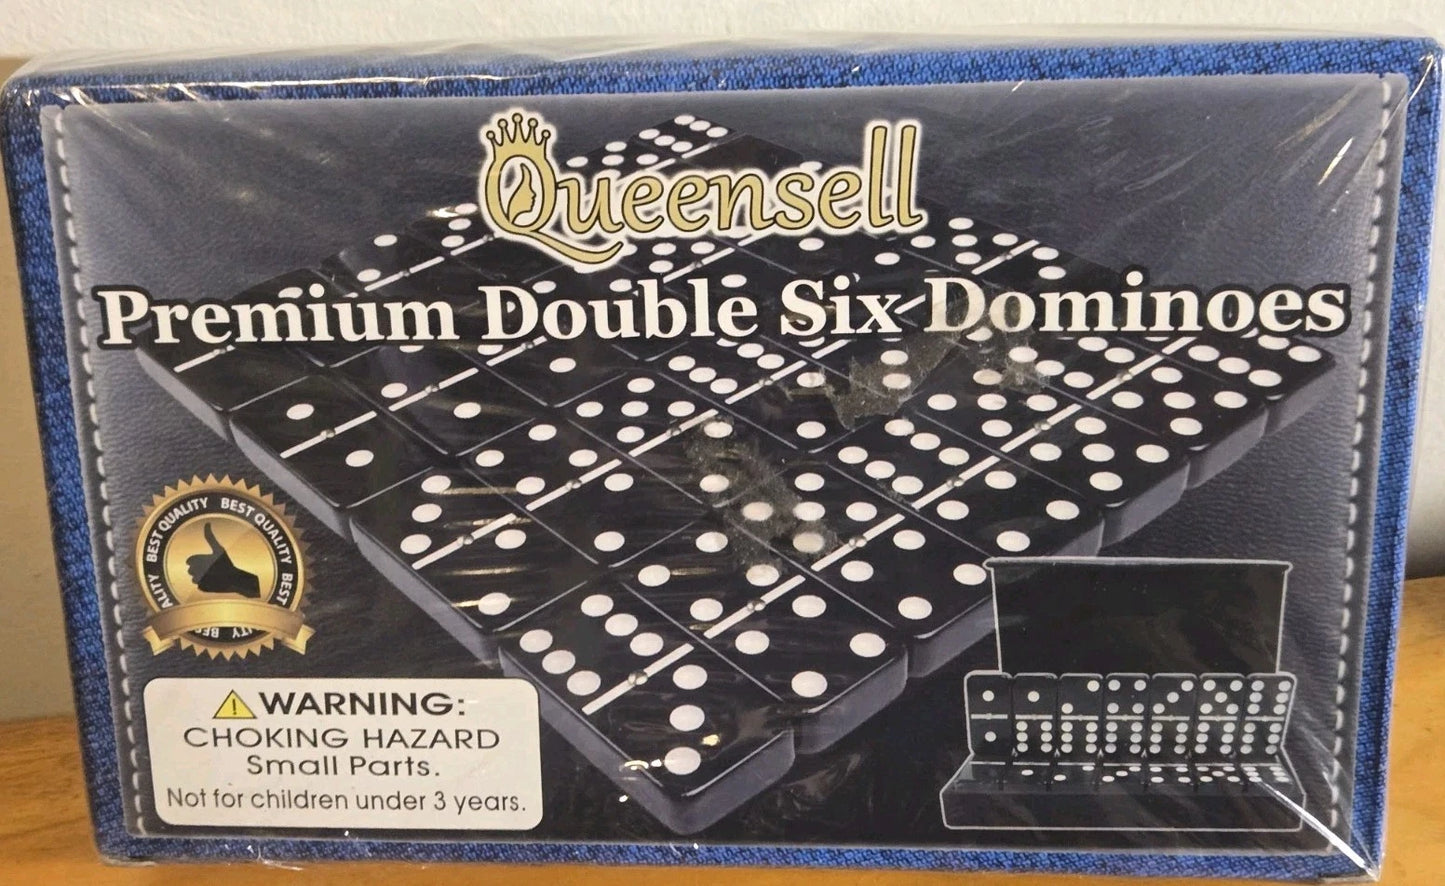 Queensell
Premium Double Six Dominoes
BEST QUALITY BEST QUALITY BEST
ALITY
WARNING:
CHOKING HAZARD
Small Parts.
Not for children under 3 years.